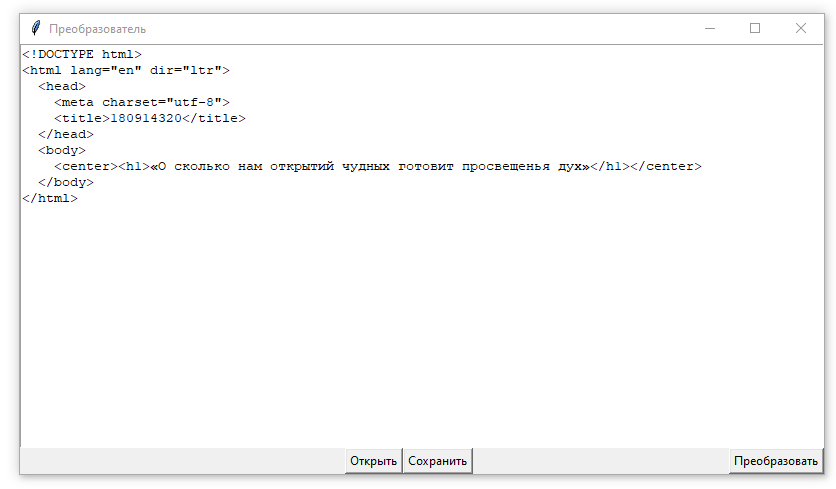 Преобразователь
<!DOCTYPE html>
<html lang="en" dir="ltr">
  <head>
    <meta charset="utf-8">
    <title>180914320</title>
  </head>
  <body>
    <center><h1>«О сколько нам открытий чудных готовит просвещенья дух»</h1></center>
  </body>
</html>
Открыть Сохранить Преобразовать